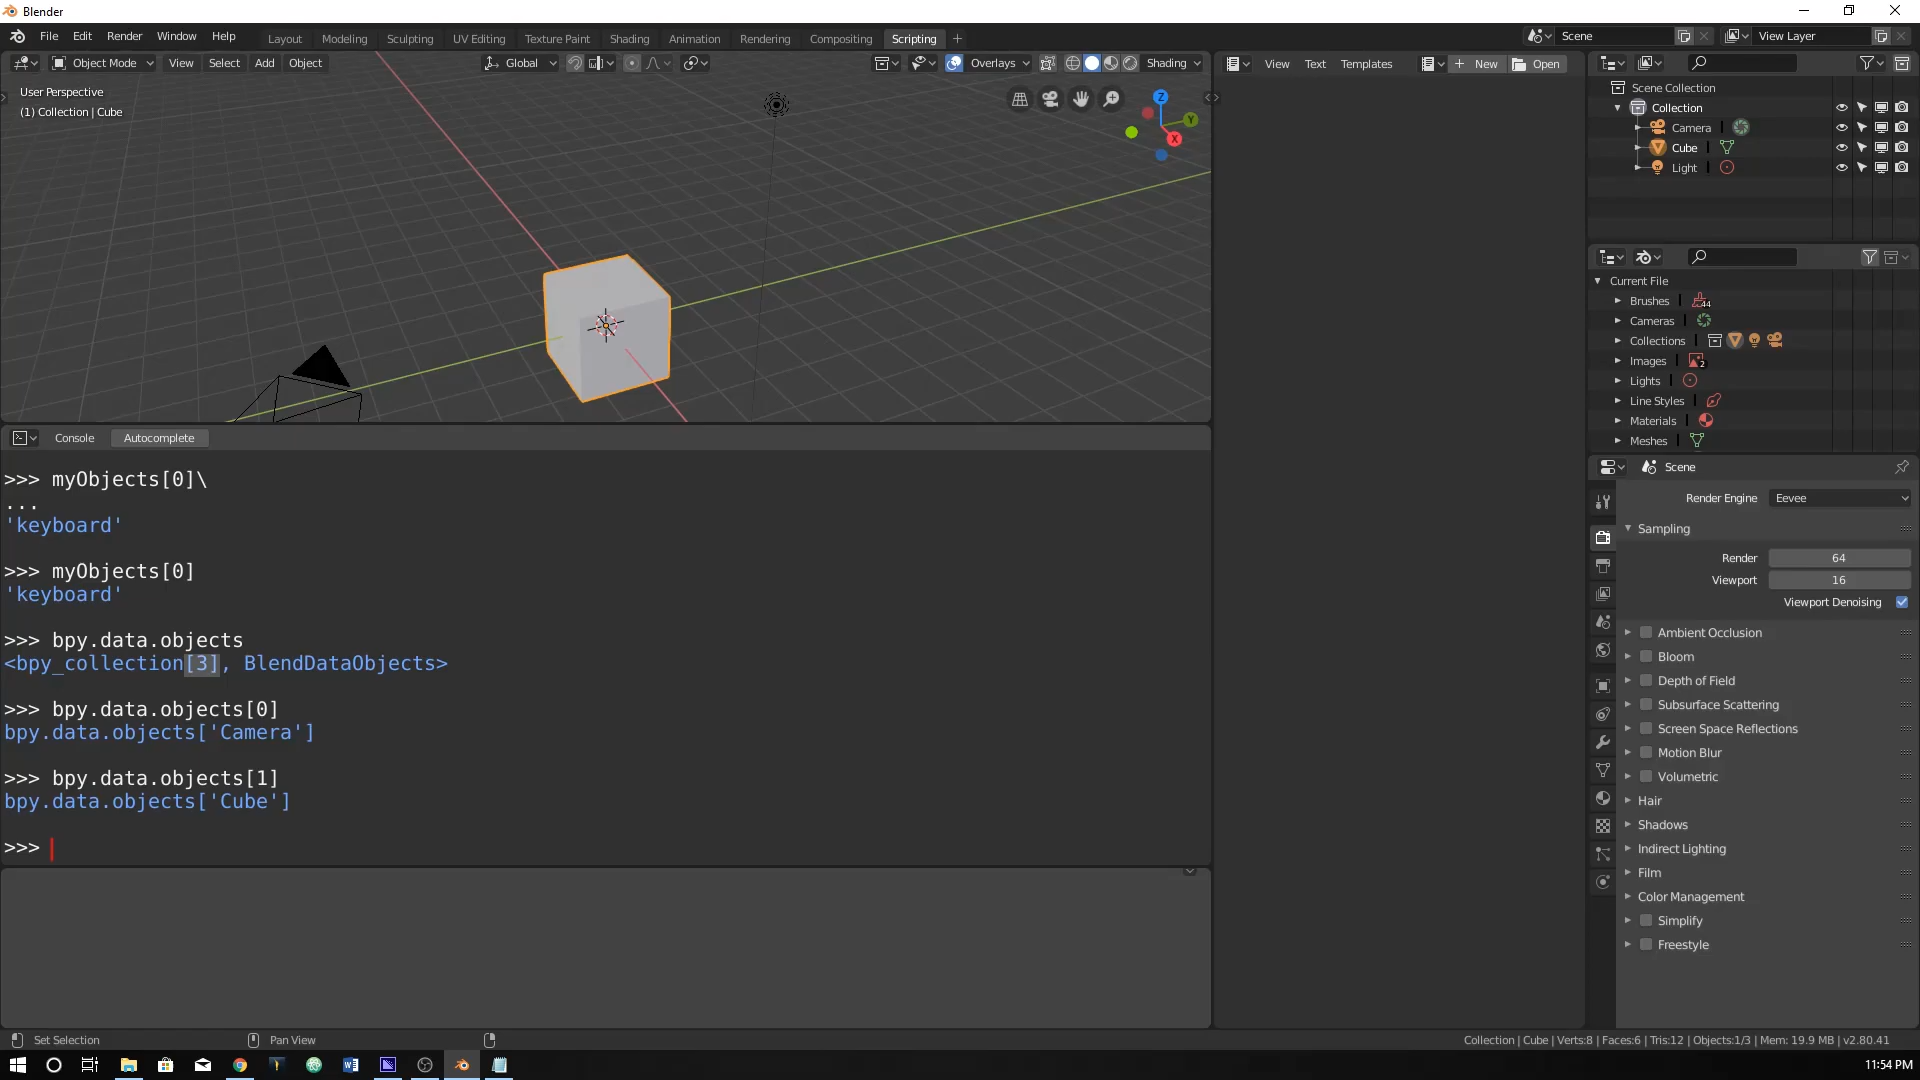 Blender
File Edit Render Window Help Layout Modeling Sculpting UV Editing Texture Paint Shading Animation Rendering Compositing Scripting + Scene View Layer
Object Mode View Select Add Object Global Overlays Shading
View Text Templates + New Open
User Perspective
(1) Collection | Cube
Z
Y
X
Scene Collection
Collection
Camera
Cube
Light
Current File
Brushes 44
Cameras
Collections
Images 2
Lights
Line Styles
Materials
Meshes
Console Autocomplete
>>> myObjects[0]\
...
'keyboard'
>>> myObjects[0]
'keyboard'
>>> bpy.data.objects
<bpy_collection[3], BlendDataObjects>
>>> bpy.data.objects[0]
bpy.data.objects['Camera']
>>> bpy.data.objects[1]
bpy.data.objects['Cube']
>>>
Scene
Render Engine Eevee
Sampling
Render 64
Viewport 16
Viewport Denoising
Ambient Occlusion
Bloom
Depth of Field
Subsurface Scattering
Screen Space Reflections
Motion Blur
Volumetric
Hair
Shadows
Indirect Lighting
Film
Color Management
Simplify
Freestyle
Set Selection Pan View Collection | Cube | Verts:8 | Faces:6 | Tris:12 | Objects:1/3 | Mem: 19.9 MB | v2.80.41
11:54 PM